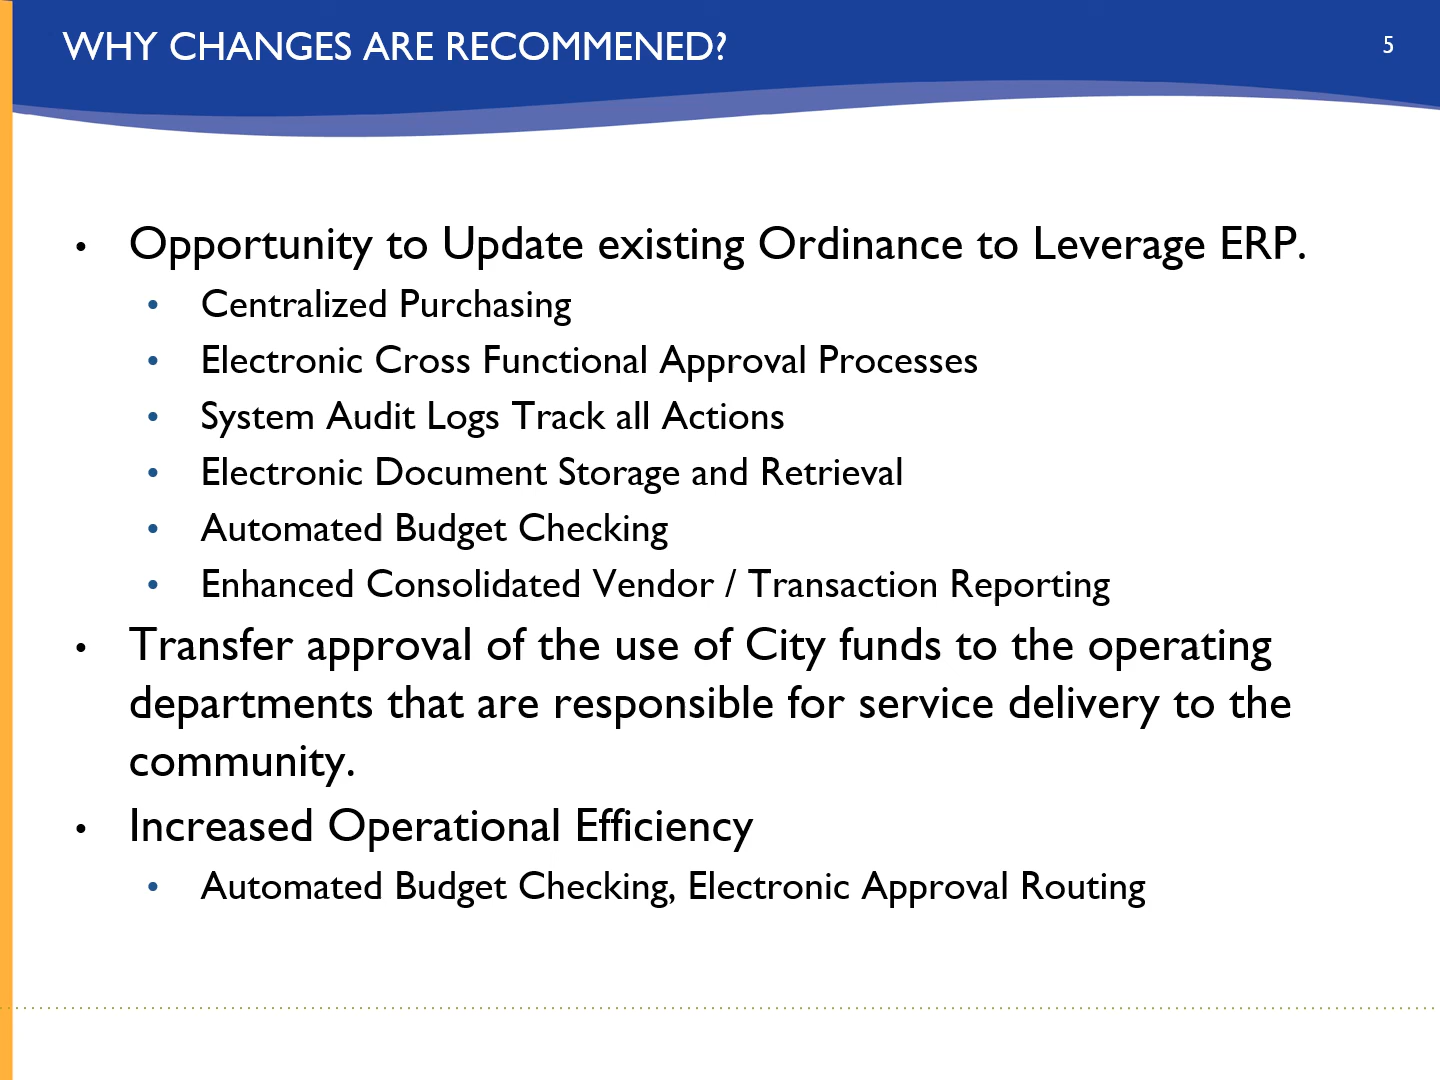 WHY CHANGES ARE RECOMMENED?
5
• Opportunity to Update existing Ordinance to Leverage ERP.
• Centralized Purchasing
• Electronic Cross Functional Approval Processes
• System Audit Logs Track all Actions
• Electronic Document Storage and Retrieval
• Automated Budget Checking
• Enhanced Consolidated Vendor / Transaction Reporting
• Transfer approval of the use of City funds to the operating
departments that are responsible for service delivery to the
community.
• Increased Operational Efficiency
• Automated Budget Checking, Electronic Approval Routing